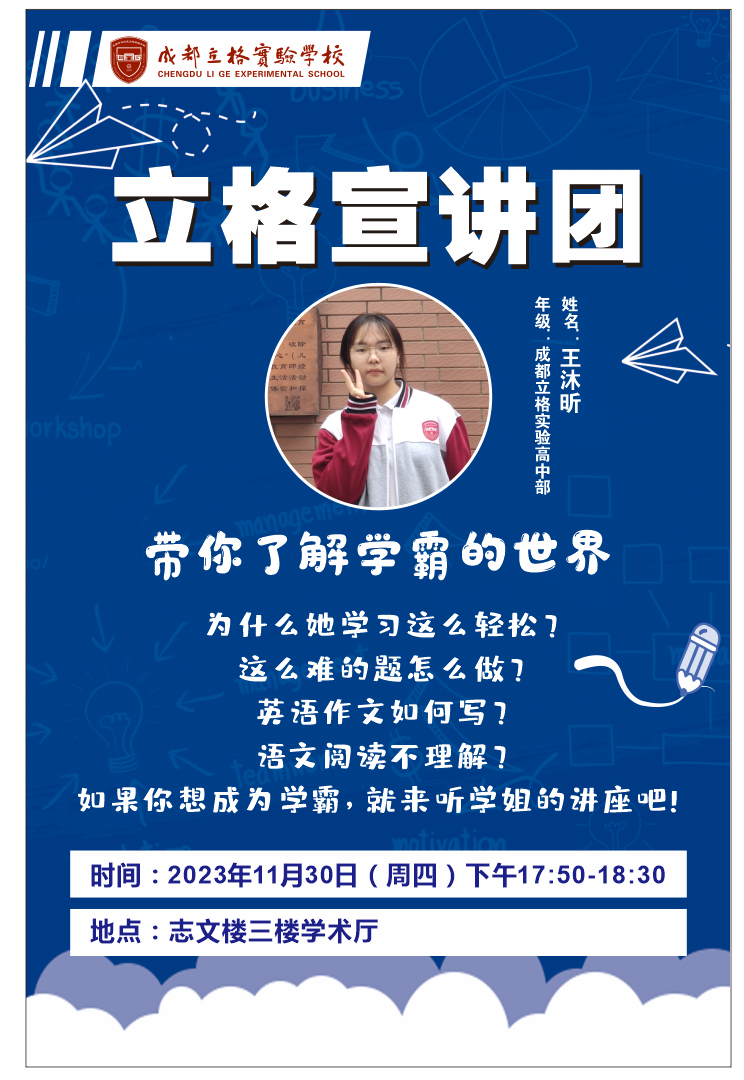 成都立格實驗學校
CHENGDU LI GE EXPERIMENTAL SCHOOL
business
立格宣讲团
姓名：王沐昕
年级：成都立格实验高中部
workshop
management
带你了解学霸的世界
为什么她学习这么轻松？
这么难的题怎么做？
英语作文如何写？
语文阅读不理解？
如果你想成为学霸，就来听学姐的讲座吧！
motivation
时间：2023年11月30日（周四）下午17:50-18:30
地点：志文楼三楼学术厅